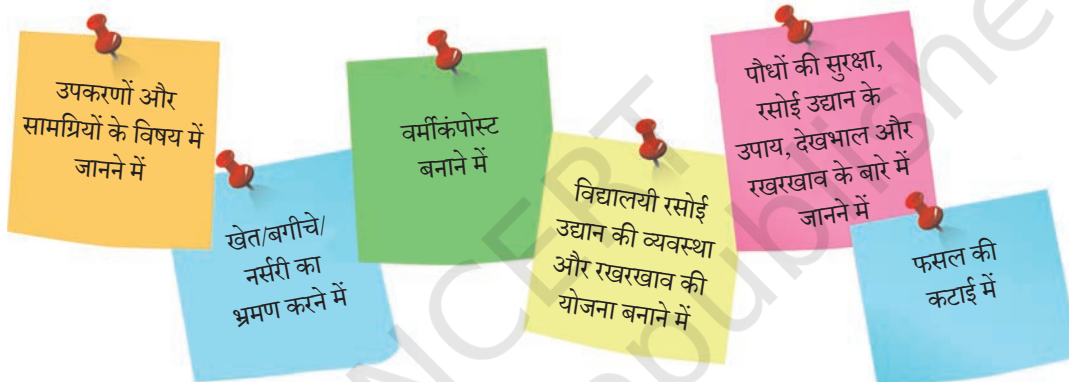 उपकरणों और
सामग्रियों के विषय में
जानने में
खेत/बगीचे/
नर्सरी का
भ्रमण करने में
वर्मीकंपोस्ट
बनाने में
विद्यालयी रसोई
उद्यान की व्यवस्था
और रखरखाव की
योजना बनाने में
पौधों की सुरक्षा,
रसोई उद्यान के
उपाय, देखभाल और
रखरखाव के बारे में
जानने में
फसल की
कटाई में
NCERT